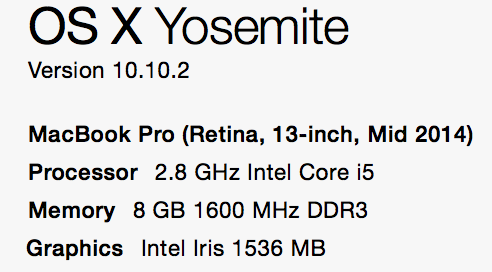 OS X Yosemite
Version 10.10.2
MacBook Pro (Retina, 13-inch, Mid 2014)
Processor 2.8 GHz Intel Core i5
Memory 8 GB 1600 MHz DDR3
Graphics Intel Iris 1536 MB